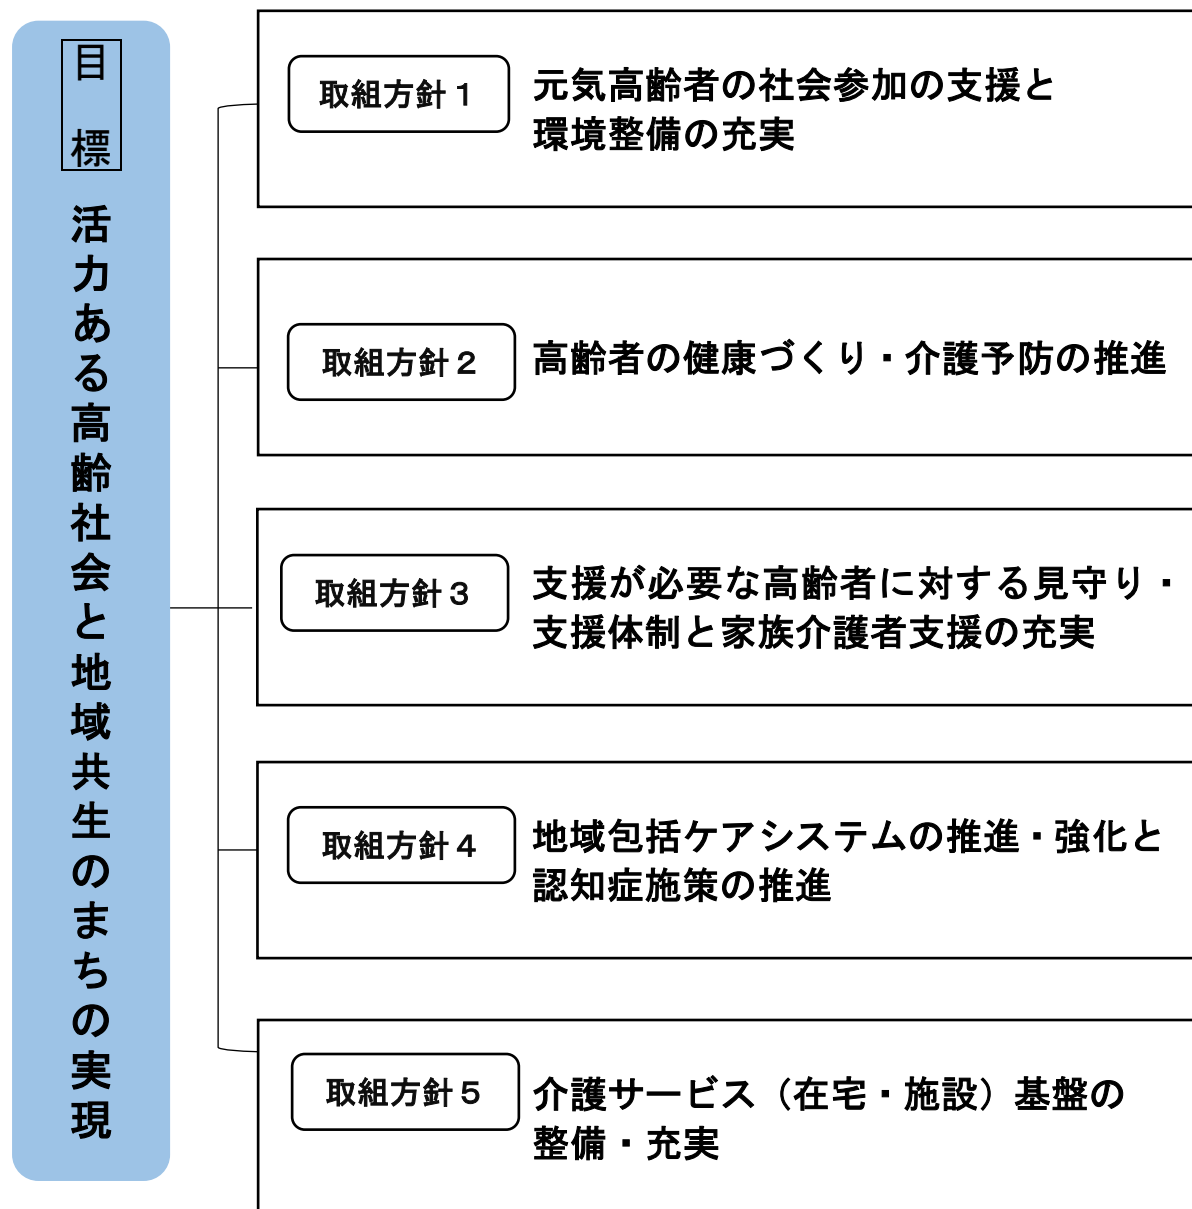 目標
活力ある高齢社会と地域共生のまちの実現
取組方針１
元気高齢者の社会参加の支援と
環境整備の充実
取組方針２
高齢者の健康づくり・介護予防の推進
取組方針３
支援が必要な高齢者に対する見守り・
支援体制と家族介護者支援の充実
取組方針４
地域包括ケアシステムの推進・強化と
認知症施策の推進
取組方針５
介護サービス（在宅・施設）基盤の
整備・充実